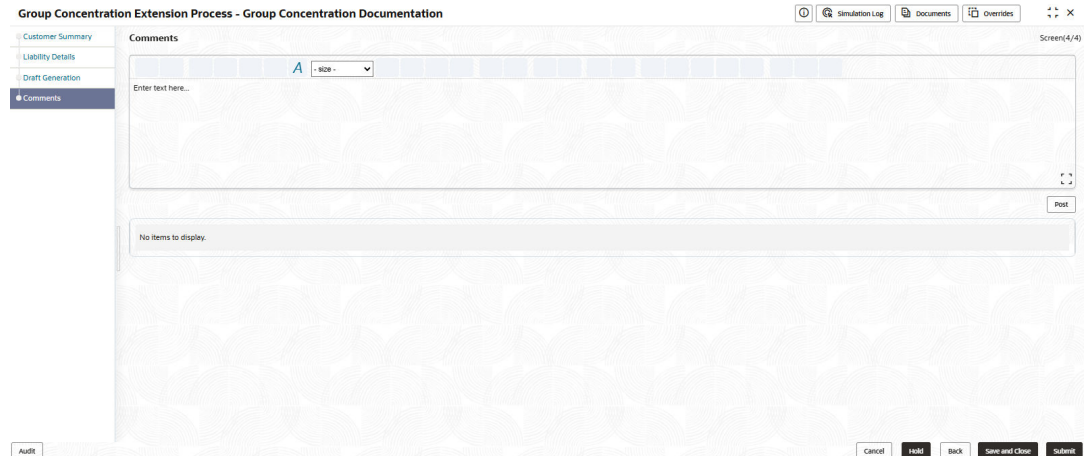 Group Concentration Extension Process - Group Concentration Documentation
Simulation Log
Documents
Overrides
Customer Summary
Liability Details
Draft Generation
Comments
Comments
Screen(4/4)
A - size -
Enter text here...
Post
No items to display.
Audit
Cancel
Hold
Back
Save and Close
Submit